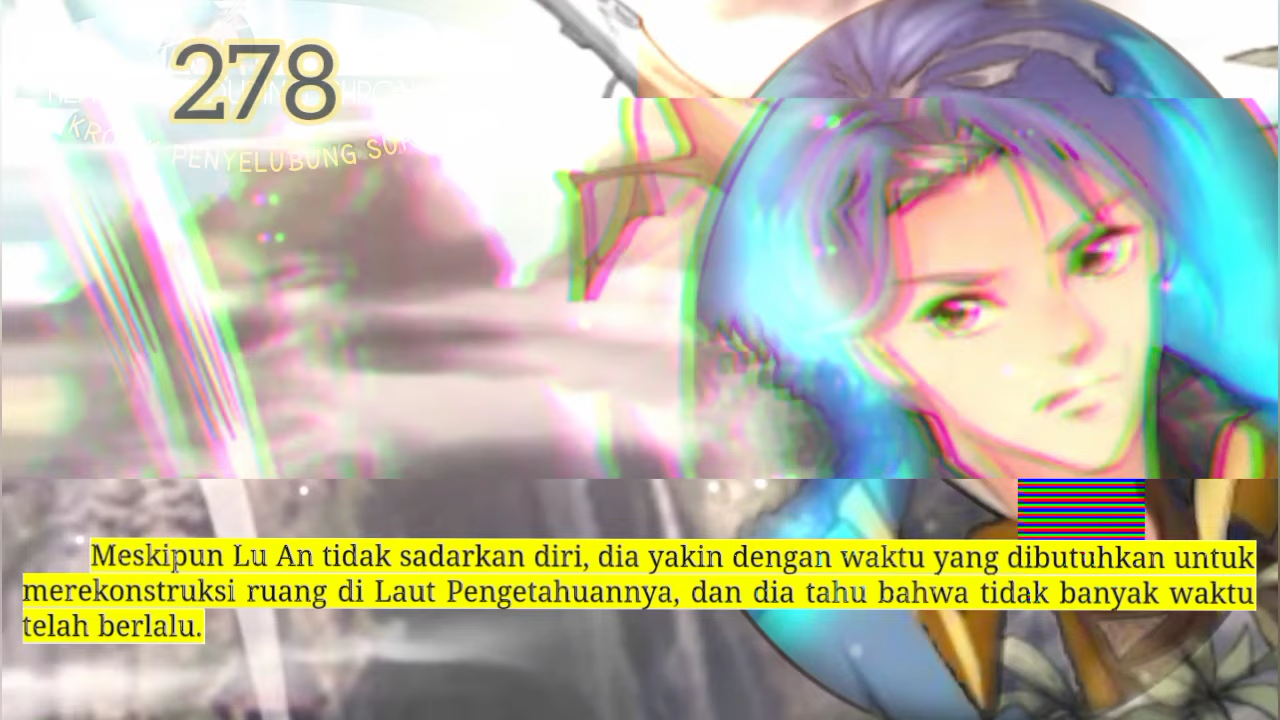 278
PENYELUBUNG
Meskipun Lu An tidak sadarkan diri, dia yakin dengan waktu yang dibutuhkan untuk
merekonstruksi ruang di Laut Pengetahuannya, dan dia tahu bahwa tidak banyak waktu
telah berlalu.